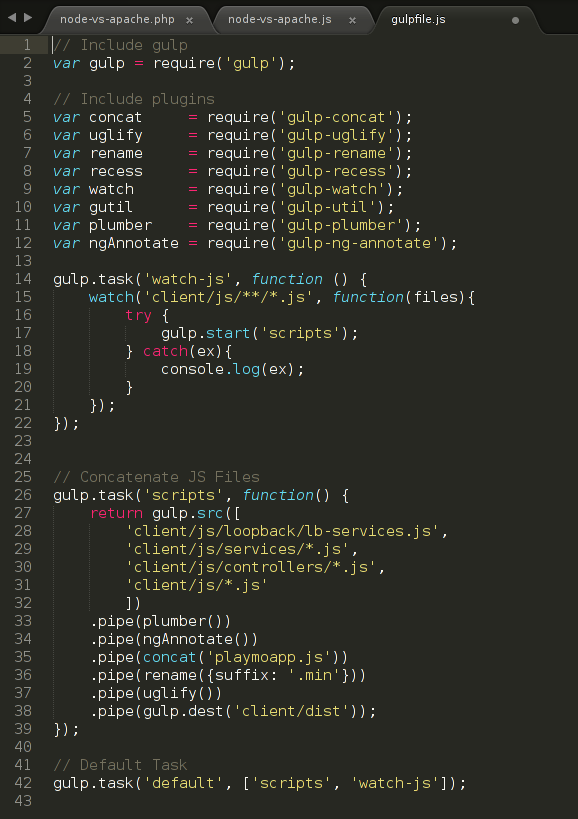 node-vs-apache.php × node-vs-apache.js × gulpfile.js
1 // Include gulp
2 var gulp = require('gulp');
3
4 // Include plugins
5 var concat     = require('gulp-concat');
6 var uglify     = require('gulp-uglify');
7 var rename     = require('gulp-rename');
8 var recess     = require('gulp-recess');
9 var watch      = require('gulp-watch');
10 var gutil      = require('gulp-util');
11 var plumber    = require('gulp-plumber');
12 var ngAnnotate = require('gulp-ng-annotate');
13
14 gulp.task('watch-js', function () {
15     watch('client/js/**/*.js', function(files){
16         try {
17             gulp.start('scripts');
18         } catch(ex){
19             console.log(ex);
20         }
21     });
22 });
23
24
25 // Concatenate JS Files
26 gulp.task('scripts', function() {
27     return gulp.src([
28         'client/js/loopback/lb-services.js',
29         'client/js/services/*.js',
30         'client/js/controllers/*.js',
31         'client/js/*.js'
32         ])
33     .pipe(plumber())
34     .pipe(ngAnnotate())
35     .pipe(concat('playmoapp.js'))
36     .pipe(rename({suffix: '.min'}))
37     .pipe(uglify())
38     .pipe(gulp.dest('client/dist'));
39 });
40
41 // Default Task
42 gulp.task('default', ['scripts', 'watch-js']);
43